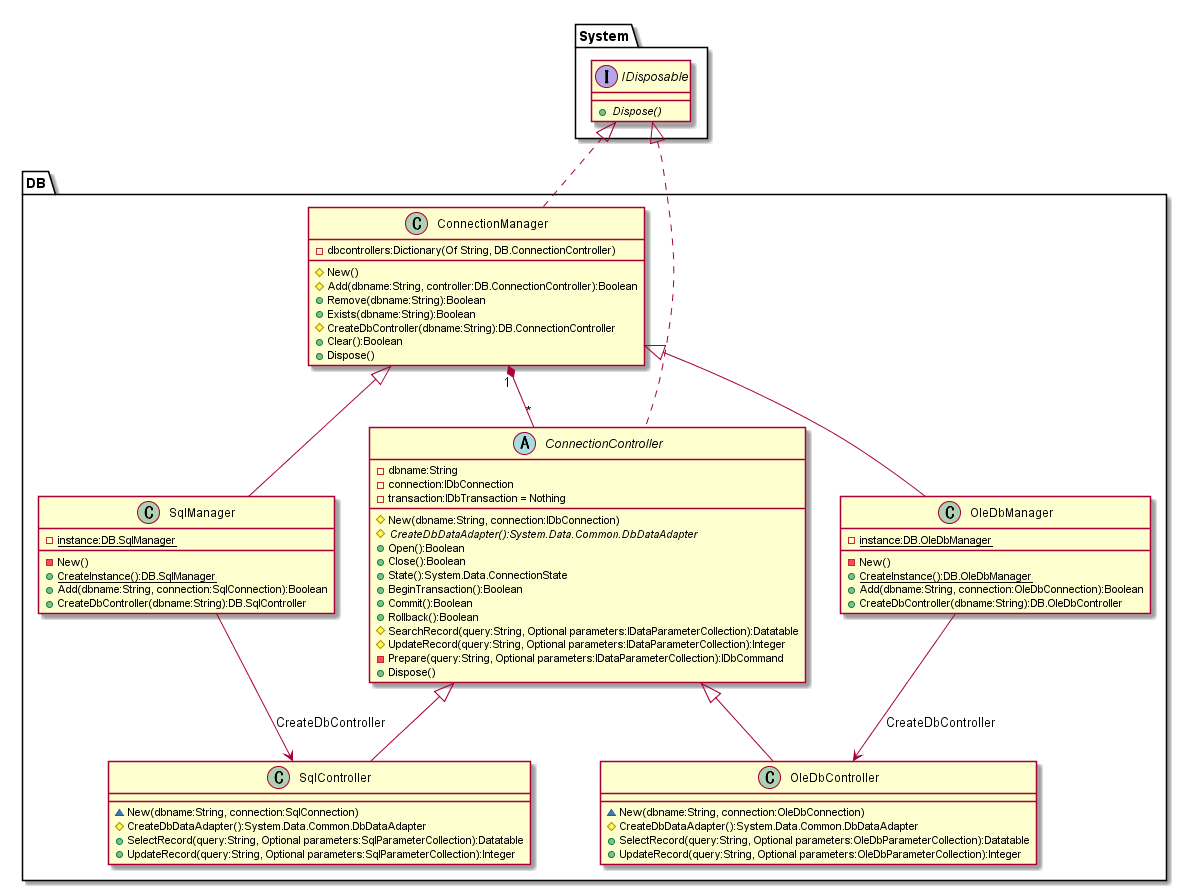 System
I IDisposable
Dispose()
DB
C ConnectionManager
dbcontrollers:Dictionary(Of String, DB.ConnectionController)
New()
Add(dbname:String, controller:DB.ConnectionController):Boolean
Remove(dbname:String):Boolean
Exists(dbname:String):Boolean
CreateDbController(dbname:String):DB.ConnectionController
Clear():Boolean
Dispose()
1
*
A ConnectionController
dbname:String
connection:IDbConnection
transaction:IDbTransaction = Nothing
New(dbname:String, connection:IDbConnection)
CreateDbDataAdapter():System.Data.Common.DbDataAdapter
Open():Boolean
Close():Boolean
State():System.Data.ConnectionState
BeginTransaction():Boolean
Commit():Boolean
Rollback():Boolean
SearchRecord(query:String, Optional parameters:IDataParameterCollection):Datatable
UpdateRecord(query:String, Optional parameters:IDataParameterCollection):Integer
Prepare(query:String, Optional parameters:IDataParameterCollection):IDbCommand
Dispose()
C SqlManager
instance:DB.SqlManager
New()
CreateInstance():DB.SqlManager
Add(dbname:String, connection:SqlConnection):Boolean
CreateDbController(dbname:String):DB.SqlController
C OleDbManager
instance:DB.OleDbManager
New()
CreateInstance():DB.OleDbManager
Add(dbname:String, connection:OleDbConnection):Boolean
CreateDbController(dbname:String):DB.OleDbController
CreateDbController
CreateDbController
C SqlController
New(dbname:String, connection:SqlConnection)
CreateDbDataAdapter():System.Data.Common.DbDataAdapter
SelectRecord(query:String, Optional parameters:SqlParameterCollection):Datatable
UpdateRecord(query:String, Optional parameters:SqlParameterCollection):Integer
C OleDbController
New(dbname:String, connection:OleDbConnection)
CreateDbDataAdapter():System.Data.Common.DbDataAdapter
SelectRecord(query:String, Optional parameters:OleDbParameterCollection):Datatable
UpdateRecord(query:String, Optional parameters:OleDbParameterCollection):Integer